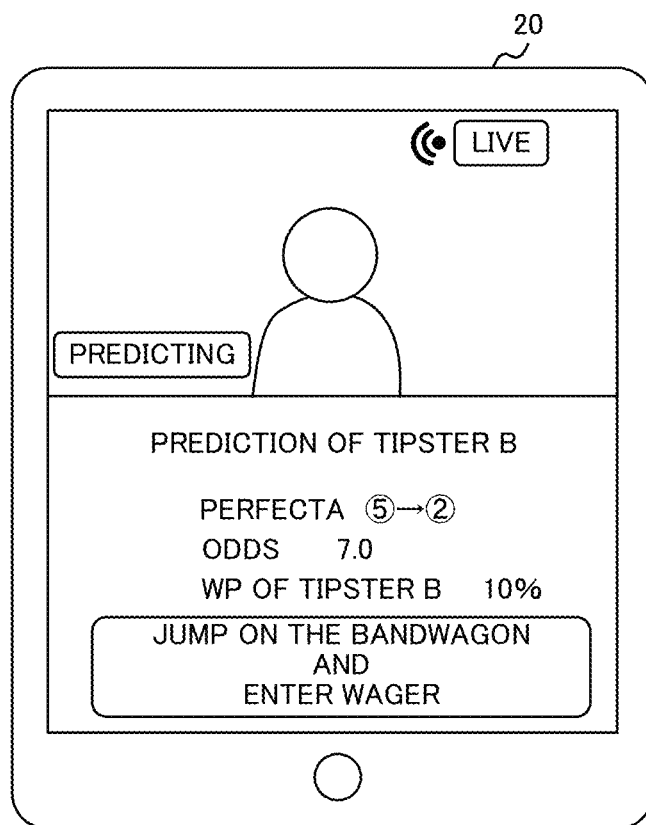 20
LIVE
PREDICTING
PREDICTION OF TIPSTER B
PERFECTA ⑤→②
ODDS 7.0
WP OF TIPSTER B 10%
JUMP ON THE BANDWAGON
AND
ENTER WAGER